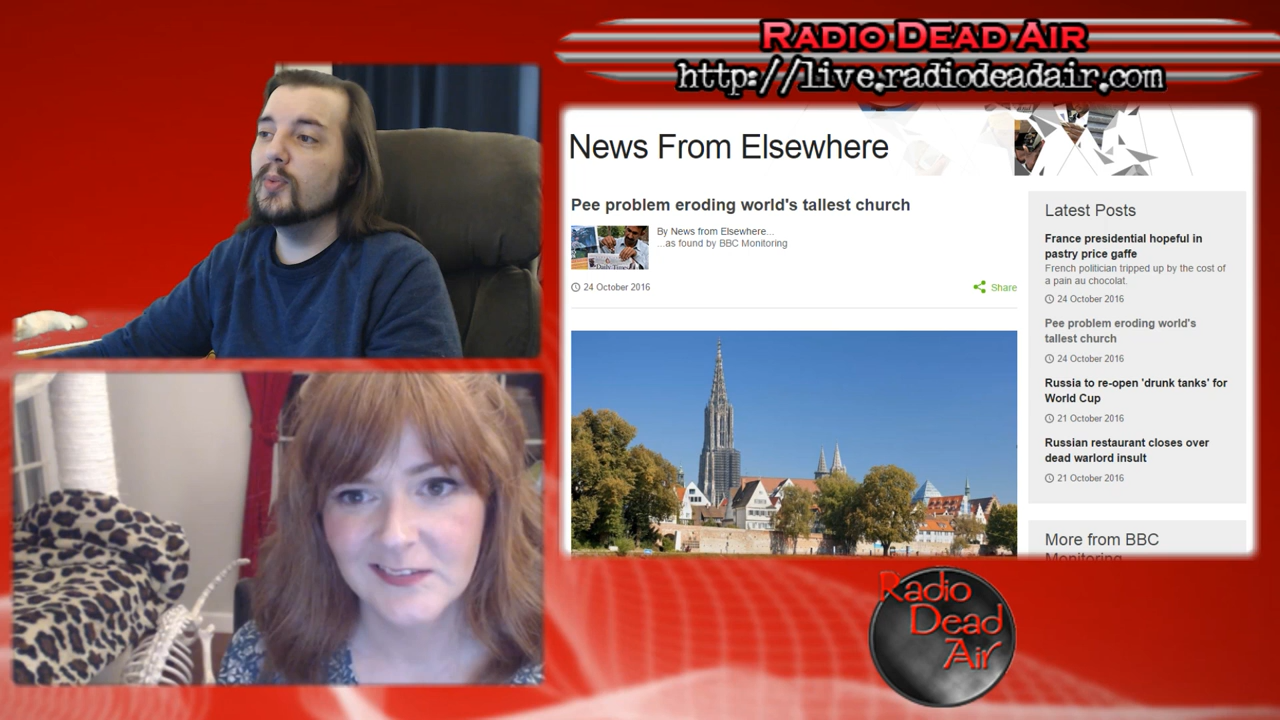 Radio Dead Air
http://live.radiodeadair.com
News From Elsewhere
Pee problem eroding world's tallest church
By News from Elsewhere...
...as found by BBC Monitoring
Daily Times
24 October 2016
Share
Latest Posts
France presidential hopeful in
pastry price gaffe
French politician tripped up by the cost of
a pain au chocolat.
24 October 2016
Pee problem eroding world's
tallest church
24 October 2016
Russia to re-open 'drunk tanks' for
World Cup
21 October 2016
Russian restaurant closes over
dead warlord insult
21 October 2016
More from BBC
Monitoring
Radio
Dead
Air